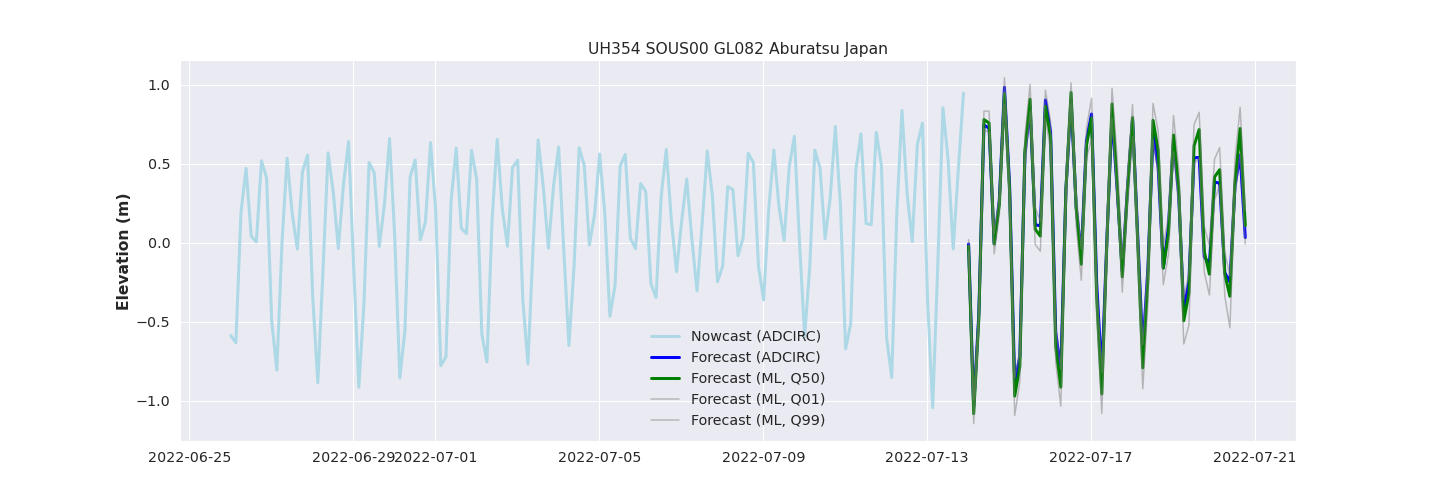 UH354 SOUS00 GL082 Aburatsu Japan
Elevation (m)
1.0
0.5
0.0
−0.5
−1.0
Nowcast (ADCIRC)
Forecast (ADCIRC)
Forecast (ML, Q50)
Forecast (ML, Q01)
Forecast (ML, Q99)
2022-06-25 2022-06-29 2022-07-01 2022-07-05 2022-07-09 2022-07-13 2022-07-17 2022-07-21